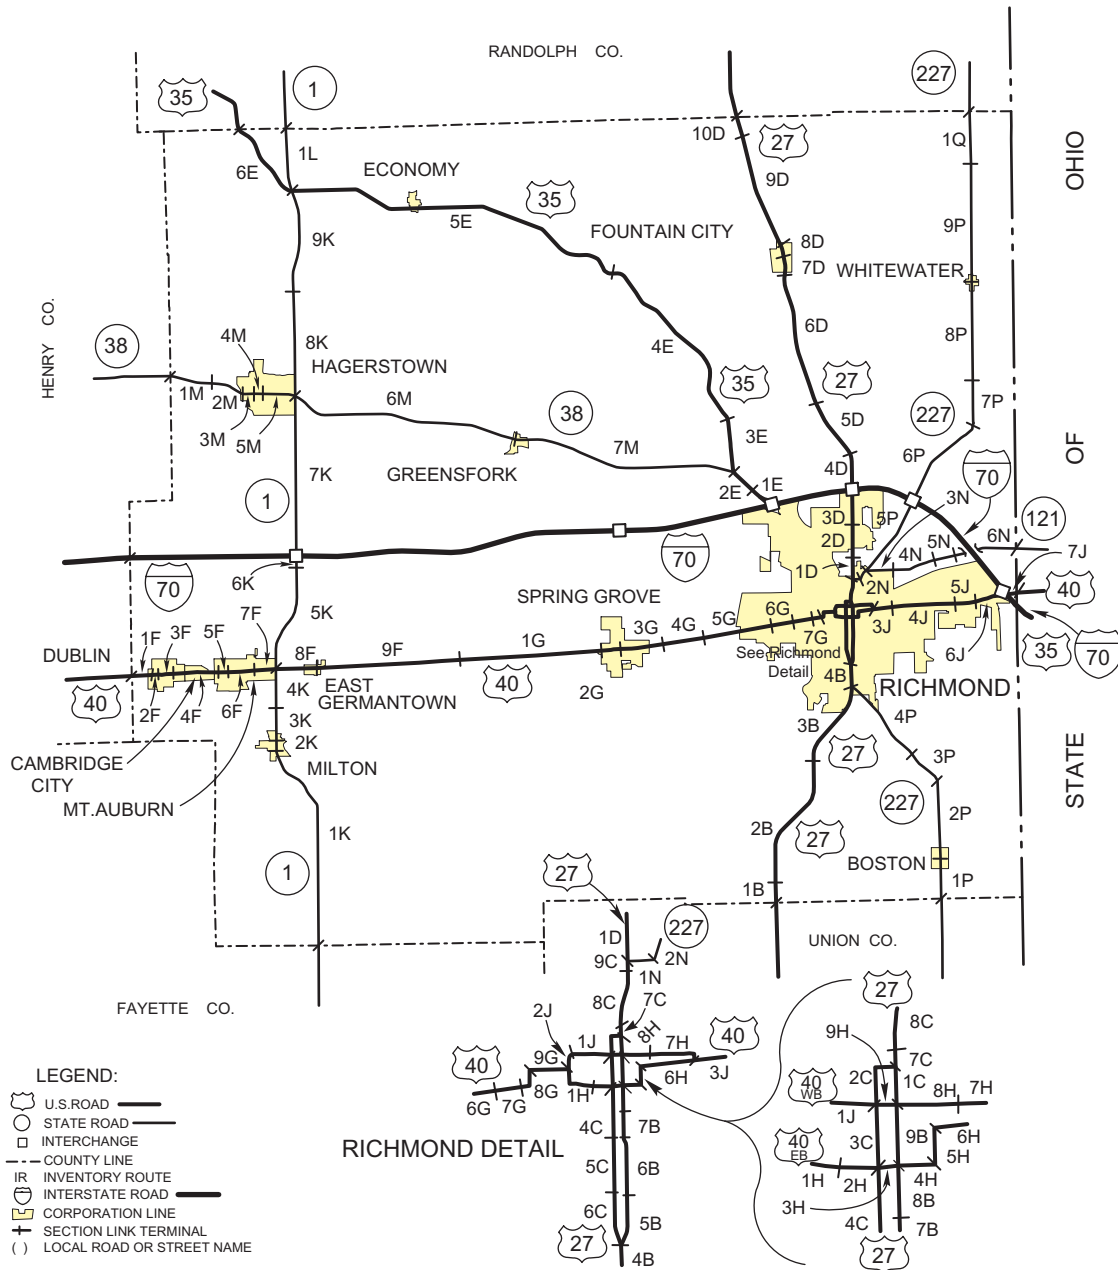 RANDOLPH CO.
35
1
227
10D
27
1Q
OHIO
1L
6E
ECONOMY
9D
35
5E
FOUNTAIN CITY
9K
8D
7D
9P
WHITEWATER
HENRY CO.
38
4M
8K
HAGERSTOWN
6D
8P
4E
1M
2M
3M
5M
6M
35
27
7P
38
227
5D
3E
6P
OF
7K
GREENSFORK
7M
4D
70
1
2E
1E
3N
3D
5P
121
2D
5N
6N
70
70
4N
7J
6K
1D
2N
40
5K
SPRING GROVE
5J
7F
6G
3G
4G
5G
3J
4J
1F
3F
5F
7G
DUBLIN
9F
1G
See Richmond
Detail
6J
35
70
8F
40
4K
EAST
GERMANTOWN
40
2G
4B
RICHMOND
2F
4F
6F
3K
3B
4P
2K
27
CAMBRIDGE
CITY
MILTON
3P
STATE
MT.AUBURN
227
1K
2B
27
2P
1
BOSTON
27
1B
1P
1D
227
UNION CO.
9C
2N
1N
27
FAYETTE CO.
8C
7C
8C
2J
8H
9H
1J
7H
40
7C
LEGEND:
40
9G
2C
1C
U.S.ROAD
6H
3J
40
WB
8H
7H
STATE ROAD
6G
7G
8G
1H
1J
INTERCHANGE
RICHMOND DETAIL
4C
7B
40
EB
3C
9B
6H
COUNTY LINE
5H
IR INVENTORY ROUTE
5C
6B
1H
2H
4H
INTERSTATE ROAD
3H
8B
CORPORATION LINE
6C
5B
4C
7B
SECTION LINK TERMINAL
27
4B
27
( ) LOCAL ROAD OR STREET NAME